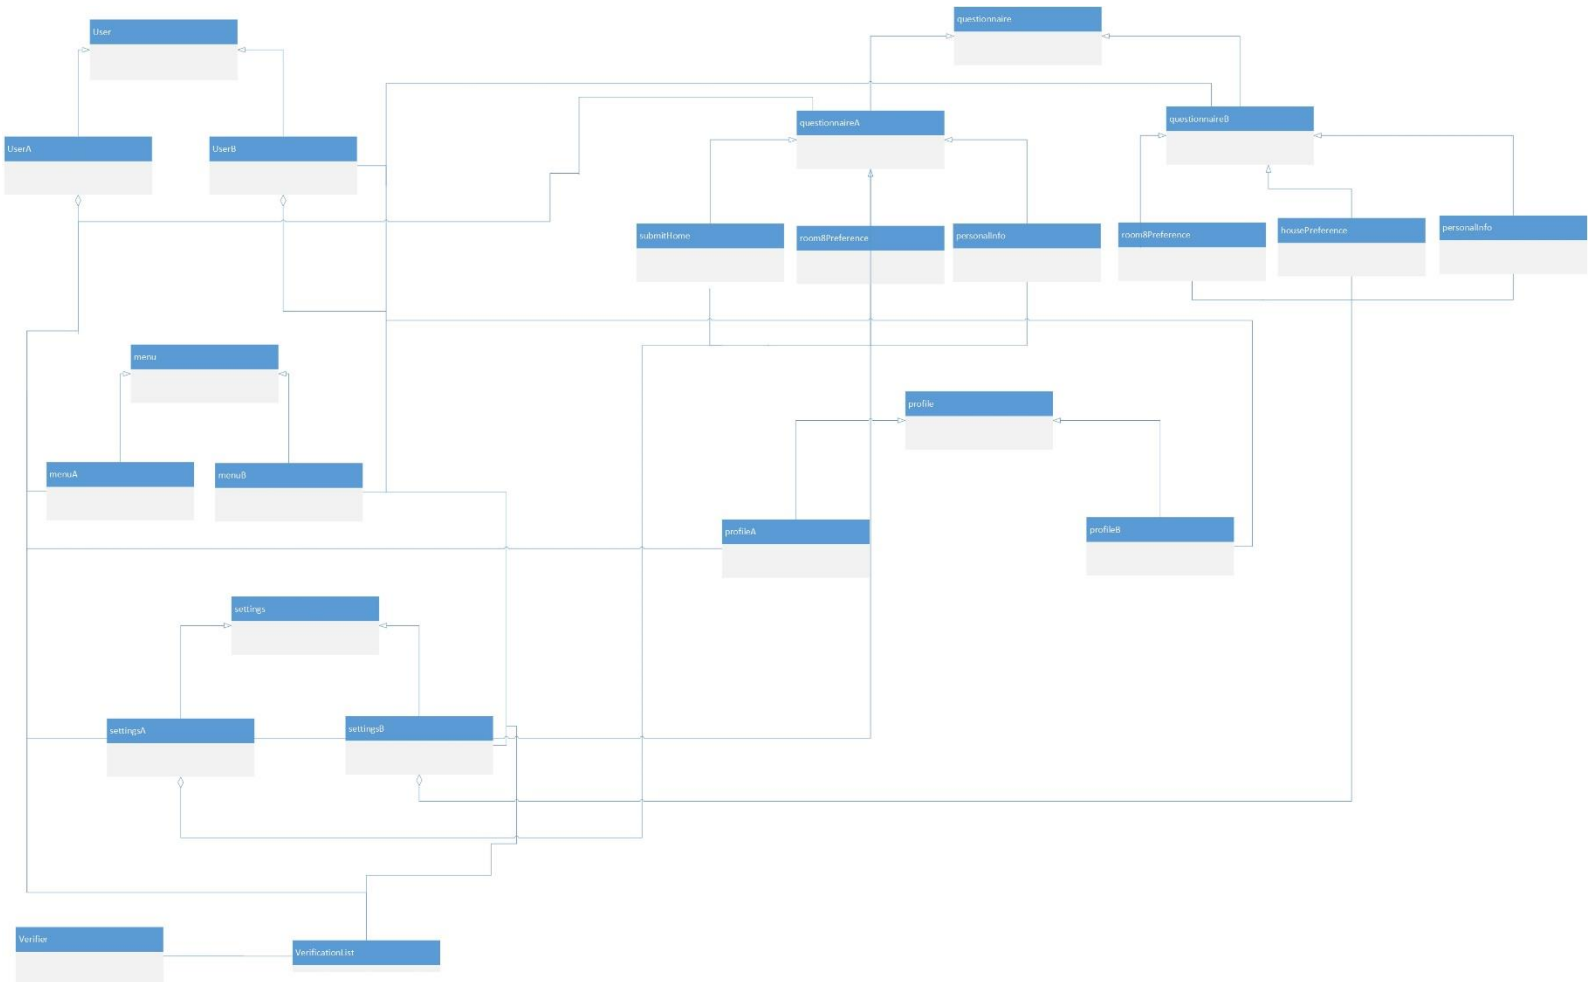 User
questionnaire
questionnaireA
questionnaireB
UserA
UserB
submitHome
room8Preference
personalInfo
room8Preference
housePreference
personalInfo
menu
profile
menuA
menuB
profileA
profileB
settings
settingsA
settingsB
Verifier
VerificationList